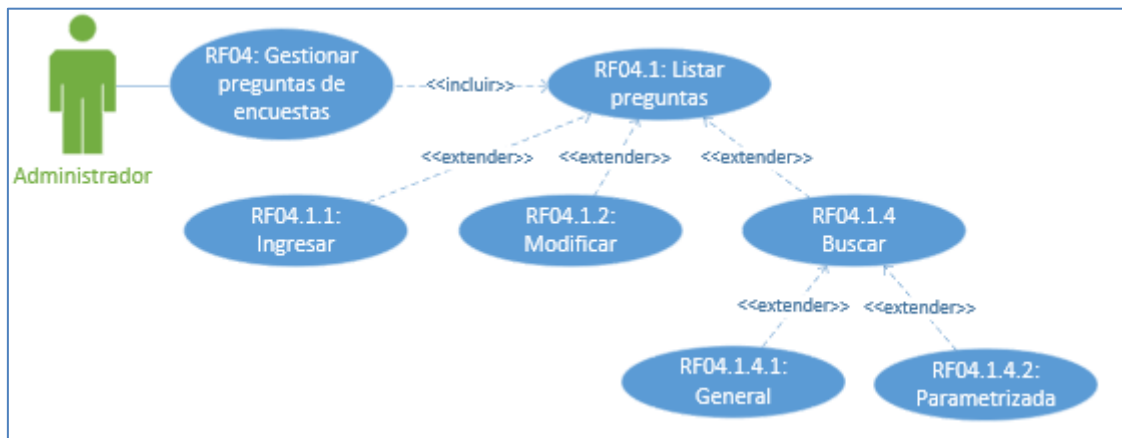 RF04: Gestionar
preguntas de
encuestas
<<incluir>>
RF04.1: Listar
preguntas
Administrador
<<extender>>
<<extender>>
<<extender>>
RF04.1.1:
Ingresar
RF04.1.2:
Modificar
RF04.1.4
Buscar
<<extender>>
<<extender>>
RF04.1.4.1:
General
RF04.1.4.2:
Parametrizada